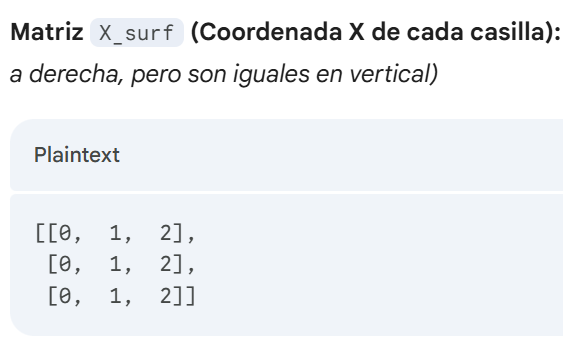 Matriz X_surf (Coordenada X de cada casilla):
a derecha, pero son iguales en vertical)
Plaintext
[[0, 1, 2],
[0, 1, 2],
[0, 1, 2]]